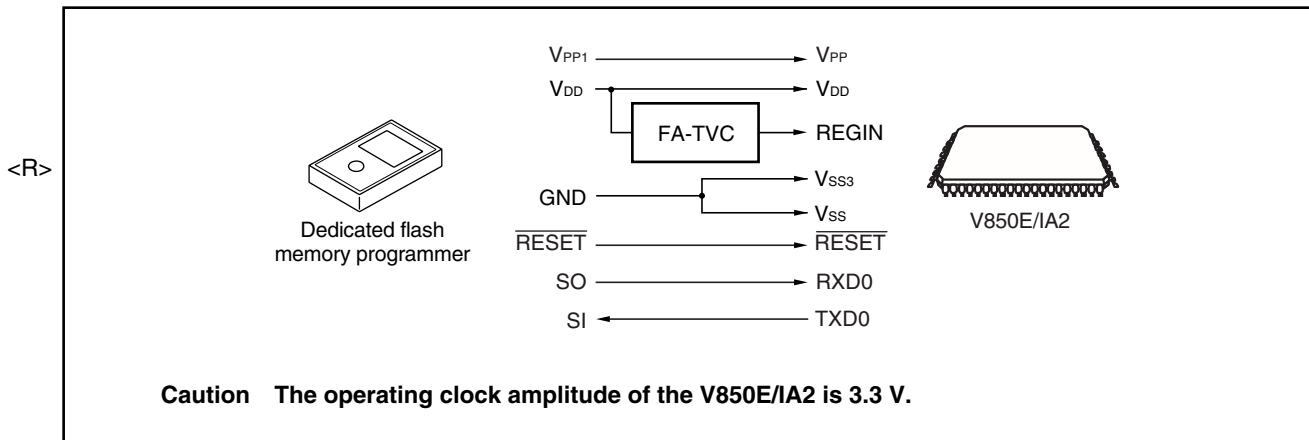 VPP1 VPP
VDD VDD
FA-TVC REGIN
<R>
VSS3
GND
VSS
V850E/IA2
Dedicated flash
memory programmer
RESET RESET
SO RXD0
SI TXD0
Caution The operating clock amplitude of the V850E/IA2 is 3.3 V.